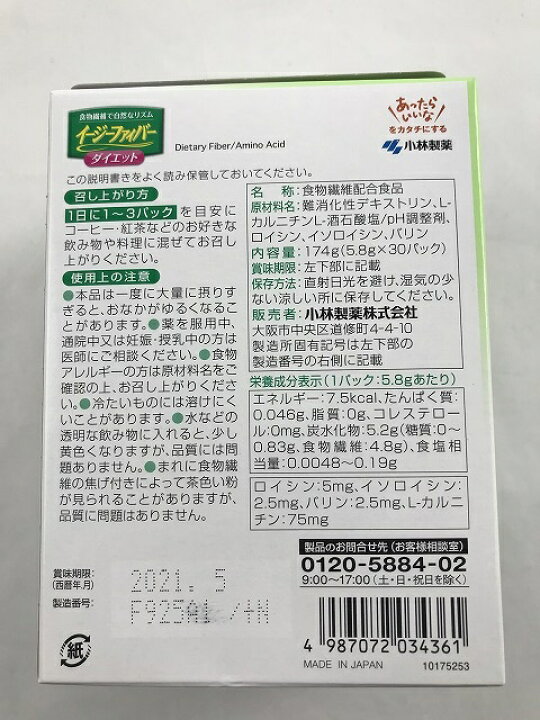 食物繊維で自然なリズム
イージーファイバー
ダイエット
Dietary Fiber/Amino Acid
あったら
いいな
をカタチにする
小林製薬
この説明書きをよく読み保管しておいてください。
召し上がり方
1日に1〜3パックを目安に
コーヒー・紅茶などのお好きな
飲み物や料理に混ぜてお召し
上がりください。
使用上の注意
●本品は一度に大量に摂りす
ぎると、おなかがゆるくなるこ
とがあります。●薬を服用中、
通院中又は妊娠・授乳中の方は
医師にご相談ください。●食物
アレルギーの方は原材料名をご
確認の上、お召し上がりくださ
い。●冷たいものには溶けにく
いことがあります。●水などの
透明な飲み物に入れると、少し
黄色くなりますが、品質には問
題ありません。●まれに食物繊
維の焦げ付きによって茶色い粉
が見られることがありますが、
品質に問題はありません。
名 称:食物繊維配合食品
原材料名:難消化性デキストリン、L-
カルニチンL-酒石酸塩/pH調整剤、
ロイシン、イソロイシン、バリン
内容量:174g(5.8g×30パック)
賞味期限:左下部に記載
保存方法:直射日光を避け、湿気の少
ない涼しい所に保存してください。
販売者:小林製薬株式会社
大阪市中央区道修町4-4-10
製造所固有記号は左下部の
製造番号の右側に記載
栄養成分表示(1パック:5.8gあたり)
エネルギー:7.5kcal、たんぱく質:
0.046g、脂質:0g、コレステロー
ル:0mg、炭水化物:5.2g(糖質:0〜
0.83g、食物繊維:4.8g)、食塩相
当量:0.0048〜0.19g
ロイシン:5mg、イソロイシン:
2.5mg、バリン:2.5mg、L-カルニ
チン:75mg
製品のお問合せ先(お客様相談室)
0120-5884-02
9:00〜17:00(土・日・祝日を除く)
賞味期限:
(西暦年.月)
2021. 5
製造番号:
/tN
紙
4 987072 034361
MADE IN JAPAN
10175253